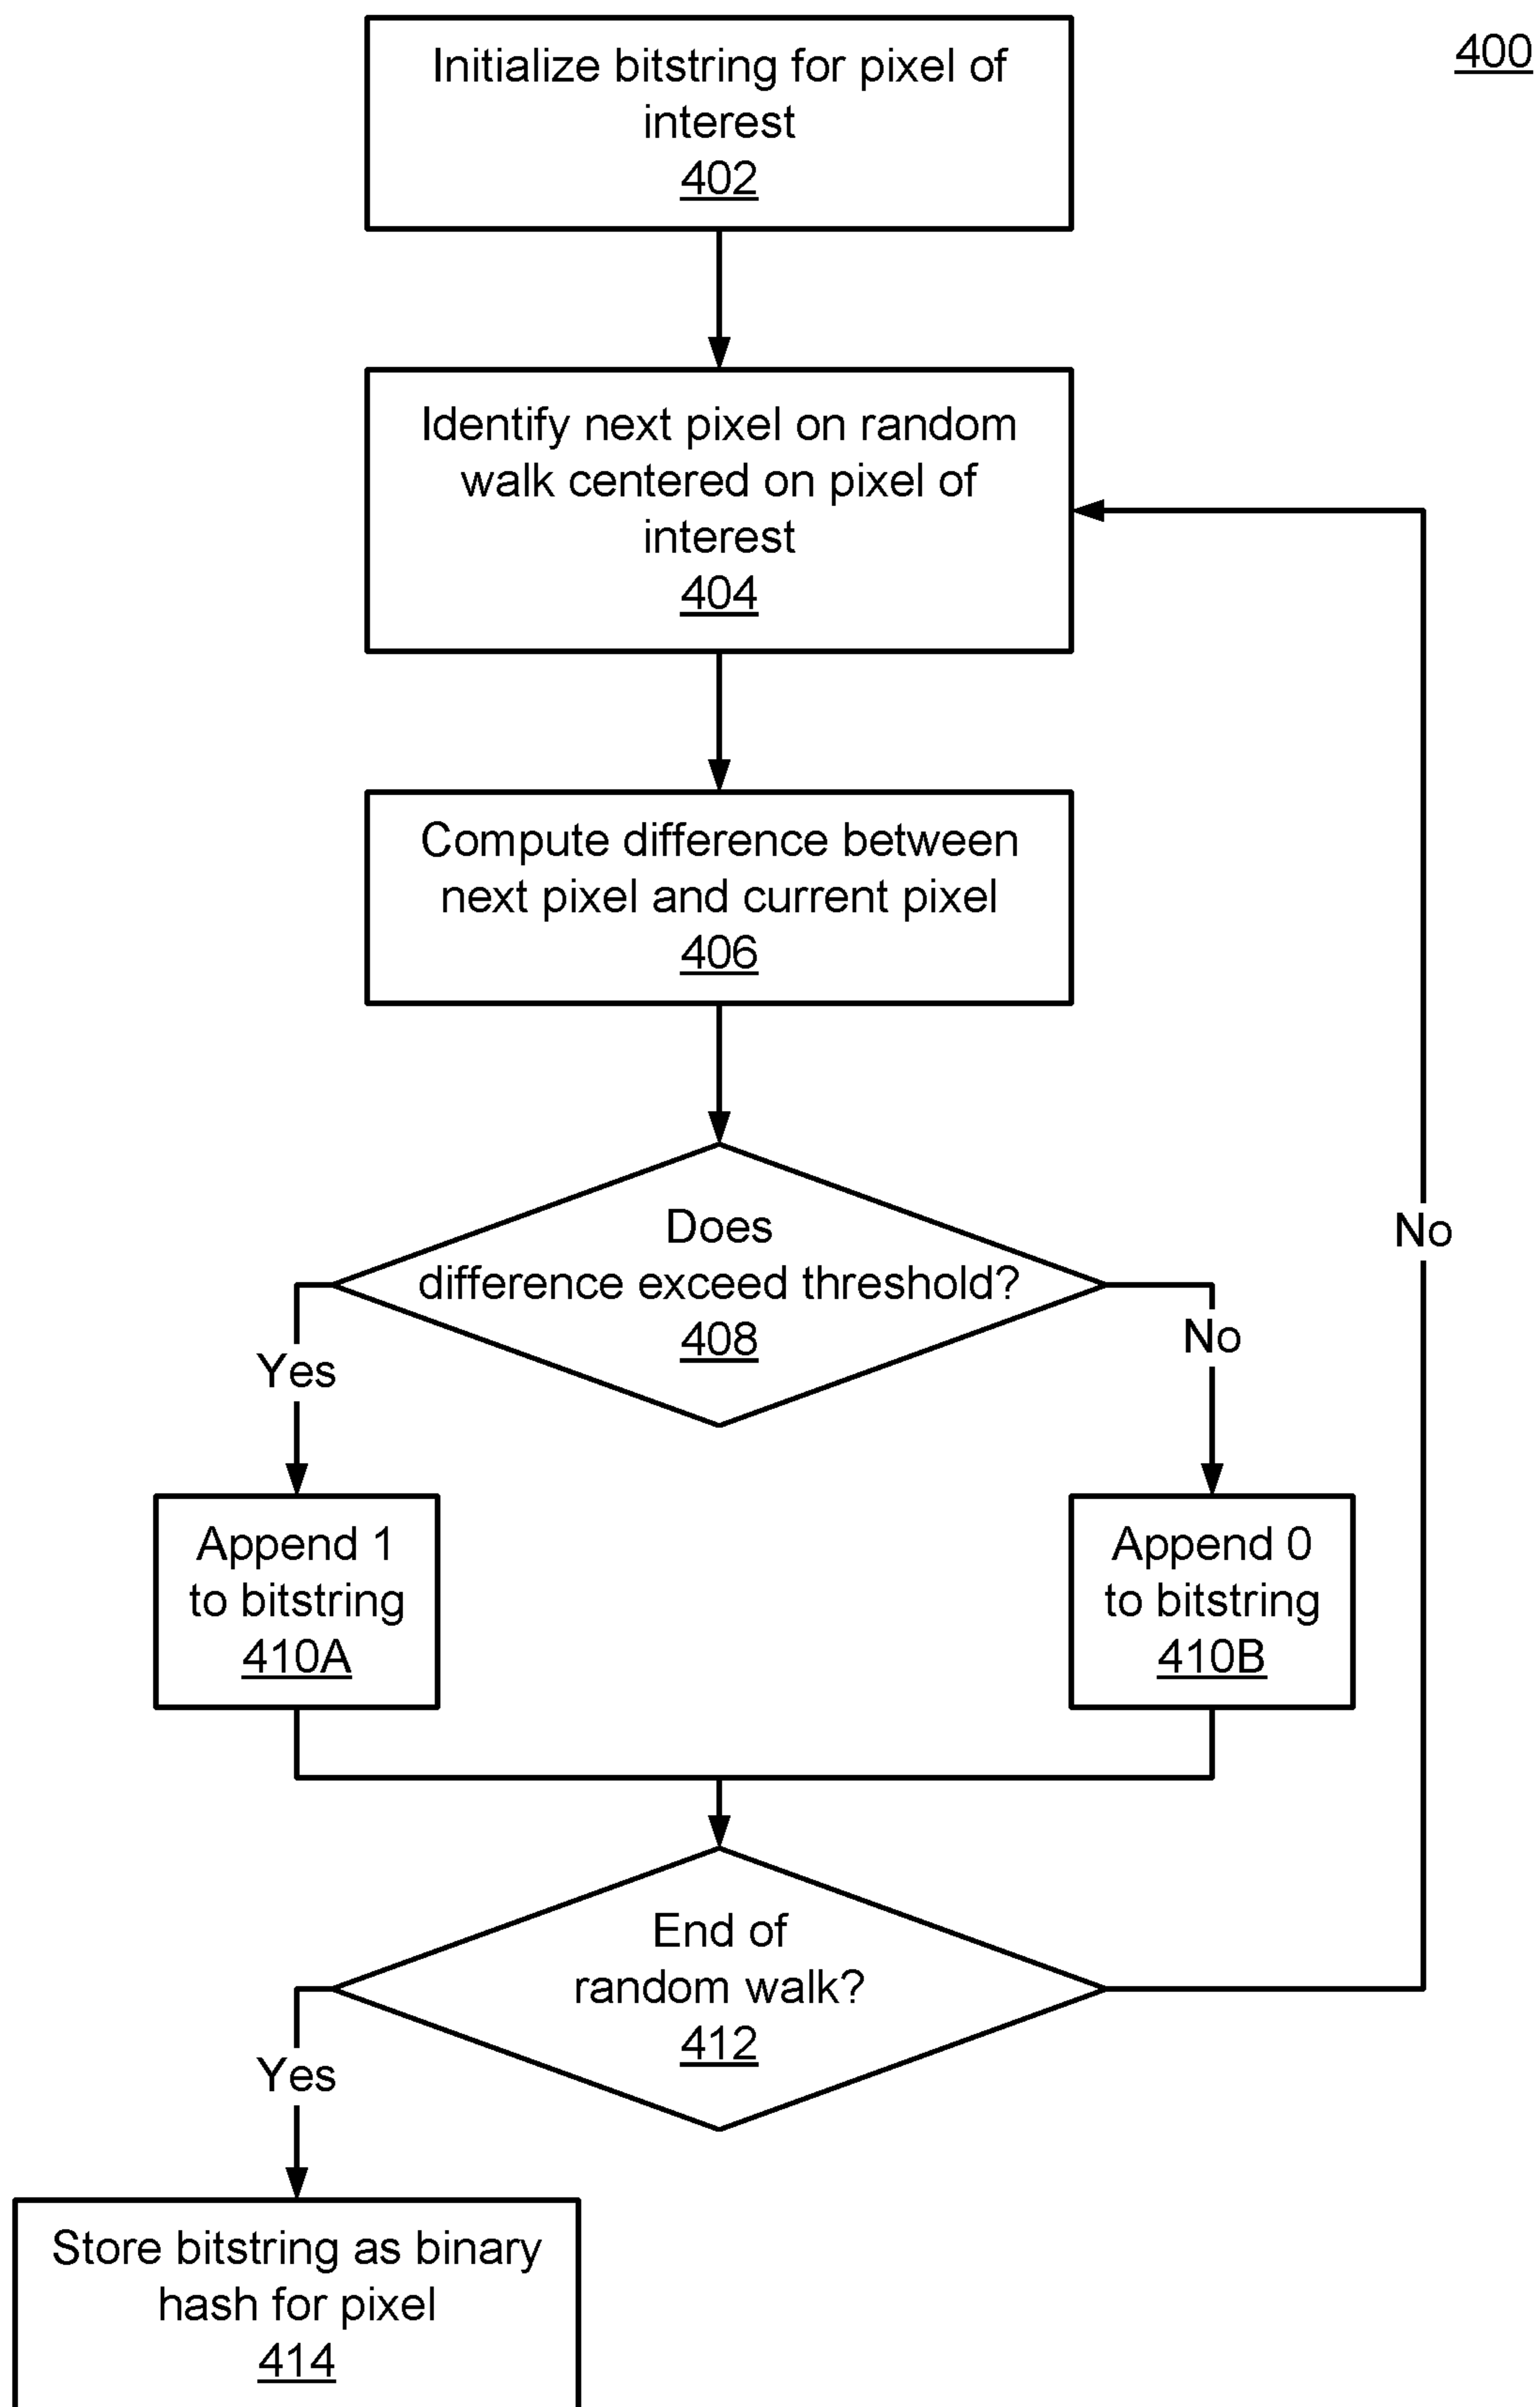 400
Initialize bitstring for pixel of
interest
402
Identify next pixel on random
walk centered on pixel of
interest
404
Compute difference between
next pixel and current pixel
406
Does
difference exceed threshold?
408
Yes
No
No
Append 1
to bitstring
410A
Append 0
to bitstring
410B
End of
random walk?
412
Yes
Store bitstring as binary
hash for pixel
414